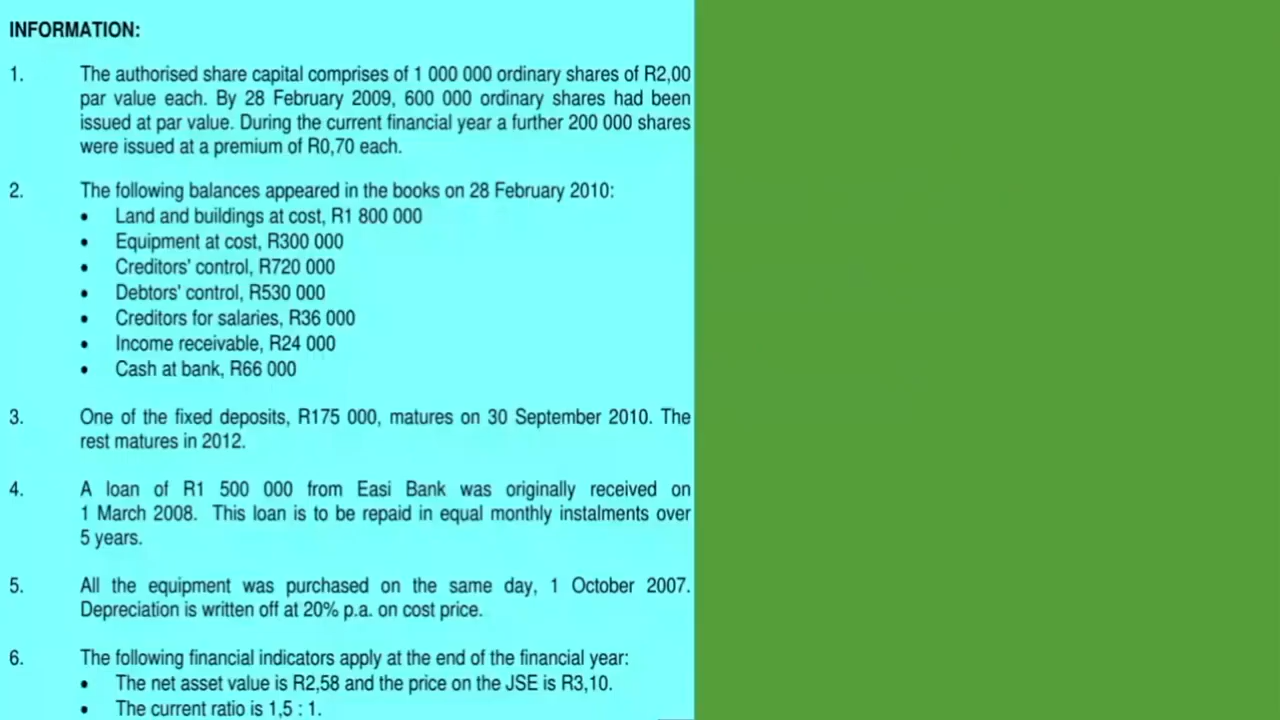 INFORMATION:
1. The authorised share capital comprises of 1 000 000 ordinary shares of R2,00
par value each. By 28 February 2009, 600 000 ordinary shares had been
issued at par value. During the current financial year a further 200 000 shares
were issued at a premium of R0,70 each.
2. The following balances appeared in the books on 28 February 2010:
• Land and buildings at cost, R1 800 000
• Equipment at cost, R300 000
• Creditors' control, R720 000
• Debtors' control, R530 000
• Creditors for salaries, R36 000
• Income receivable, R24 000
• Cash at bank, R66 000
3. One of the fixed deposits, R175 000, matures on 30 September 2010. The
rest matures in 2012.
4. A loan of R1 500 000 from Easi Bank was originally received on
1 March 2008. This loan is to be repaid in equal monthly instalments over
5 years.
5. All the equipment was purchased on the same day, 1 October 2007.
Depreciation is written off at 20% p.a. on cost price.
6. The following financial indicators apply at the end of the financial year:
• The net asset value is R2,58 and the price on the JSE is R3,10.
• The current ratio is 1,5 : 1.